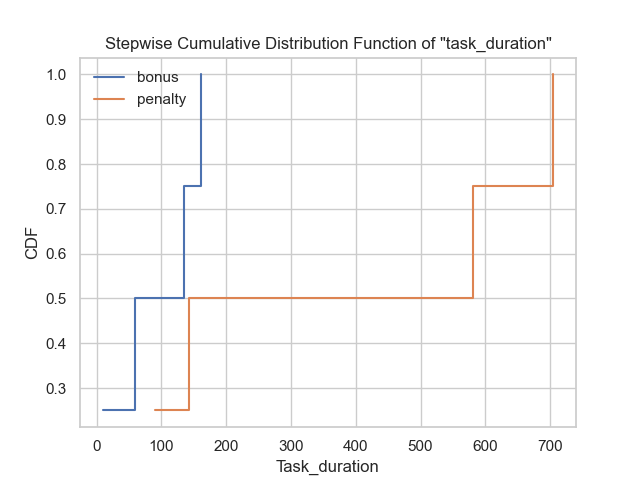 Stepwise Cumulative Distribution Function of "task_duration"
bonus
penalty
1.0
0.9
0.8
0.7
0.6
0.5
0.4
0.3
CDF
0 100 200 300 400 500 600 700
Task_duration